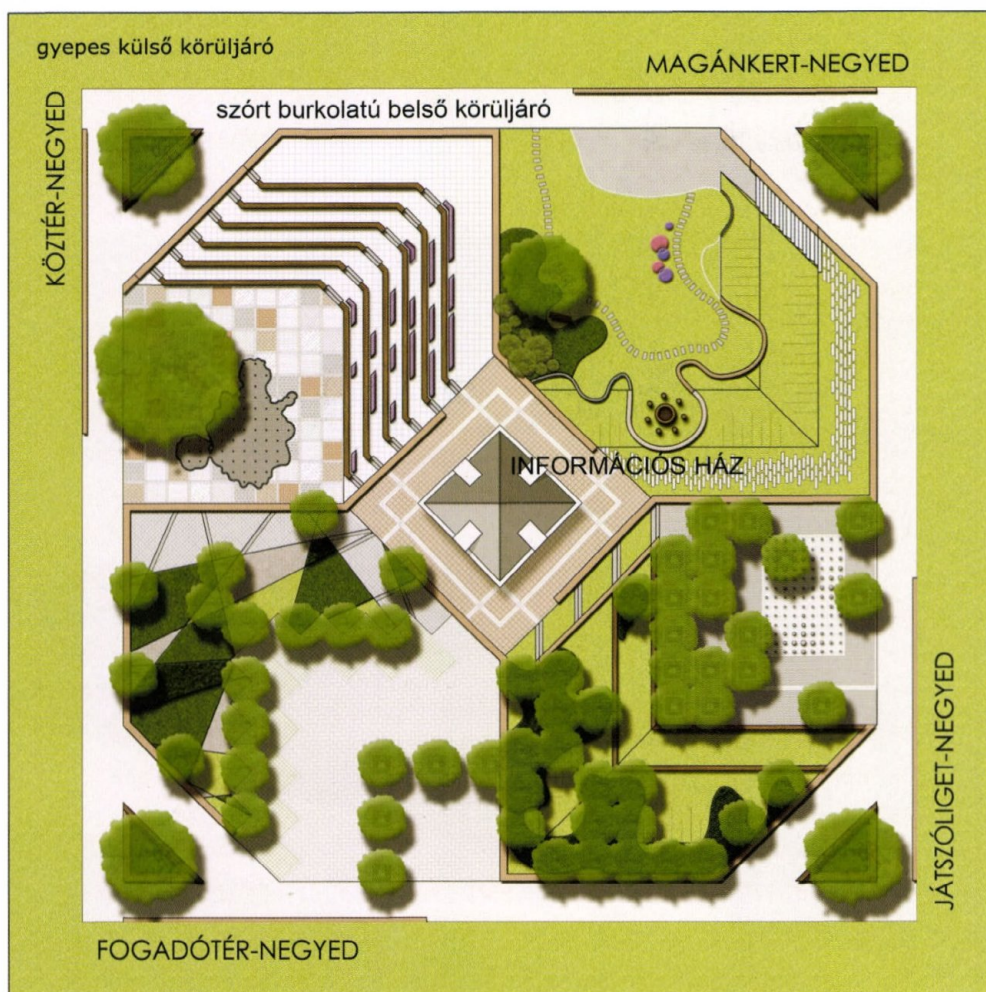 gyepes külső körüljáró
MAGÁNKERT-NEGYED
szórt burkolatú belső körüljáró
KÖZTÉR-NEGYED
INFORMÁCIÓS HÁZ
JÁTSZÓLIGET-NEGYED
FOGADÓTÉR-NEGYED